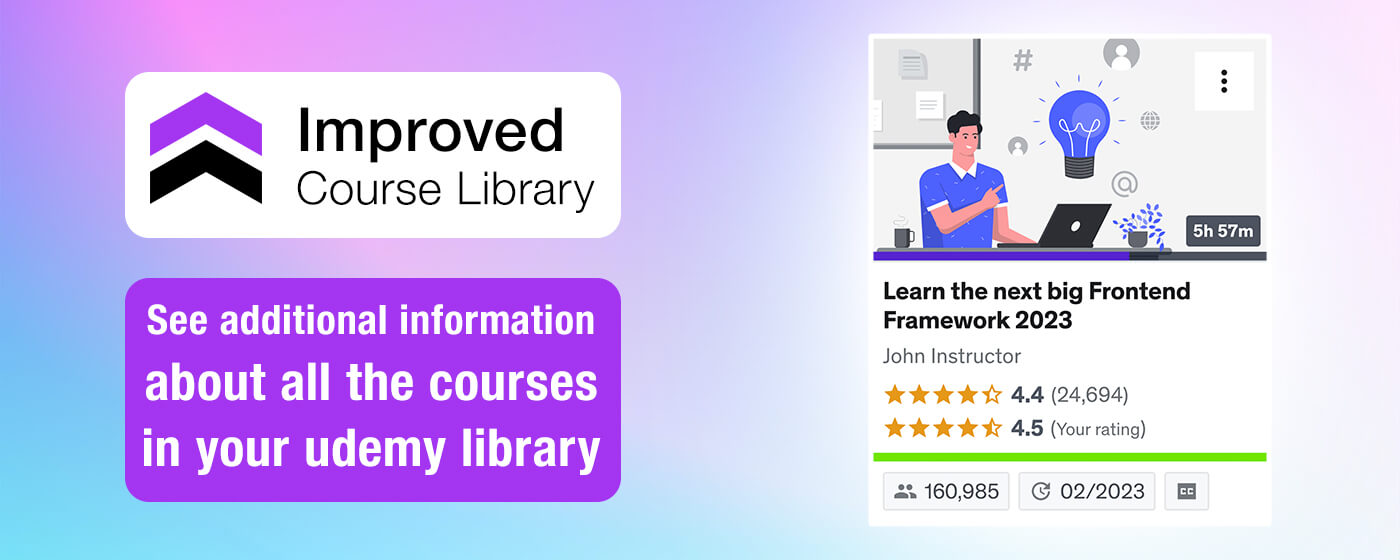 Improved
Course Library
See additional information
about all the courses
in your udemy library
#
@
5h 57m
Learn the next big Frontend
Framework 2023
John Instructor
4.4 (24,694)
4.5 (Your rating)
160,985
02/2023
CC